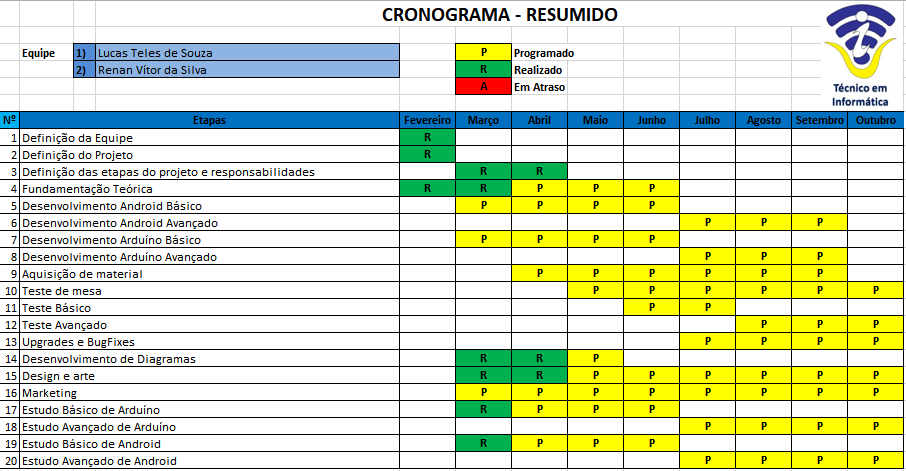 CRONOGRAMA - RESUMIDO
Equipe 1) Lucas Teles de Souza P Programado
2) Renan Vítor da Silva R Realizado
A Em Atraso
Técnico em
Informática
Nº Etapas Fevereiro Março Abril Maio Junho Julho Agosto Setembro Outubro
1 Definição da Equipe R
2 Definição do Projeto R
3 Definição das etapas do projeto e responsabilidades R R
4 Fundamentação Teórica R R P P P
5 Desenvolvimento Android Básico P P P P
6 Desenvolvimento Android Avançado P P P
7 Desenvolvimento Arduíno Básico P P P P
8 Desenvolvimento Arduíno Avançado P P P
9 Aquisição de material P P P P P P
10 Teste de mesa P P P P P P
11 Teste Básico P P
12 Teste Avançado P P P
13 Upgrades e BugFixes P P P P
14 Desenvolvimento de Diagramas R R P
15 Design e arte R R P P P P P P
16 Marketing P P P P P P P P
17 Estudo Básico de Arduíno R P P P
18 Estudo Avançado de Arduíno P P P P
19 Estudo Básico de Android R P P P
20 Estudo Avançado de Android P P P P